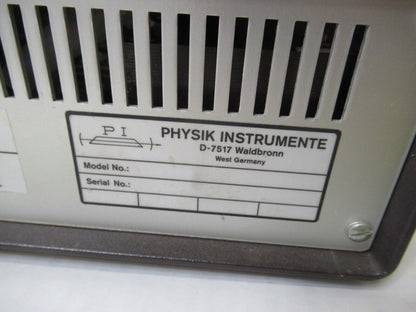 PI
PHYSIK INSTRUMENTE
D-7517 Waldbronn
West Germany
Model No.:
Serial No.: